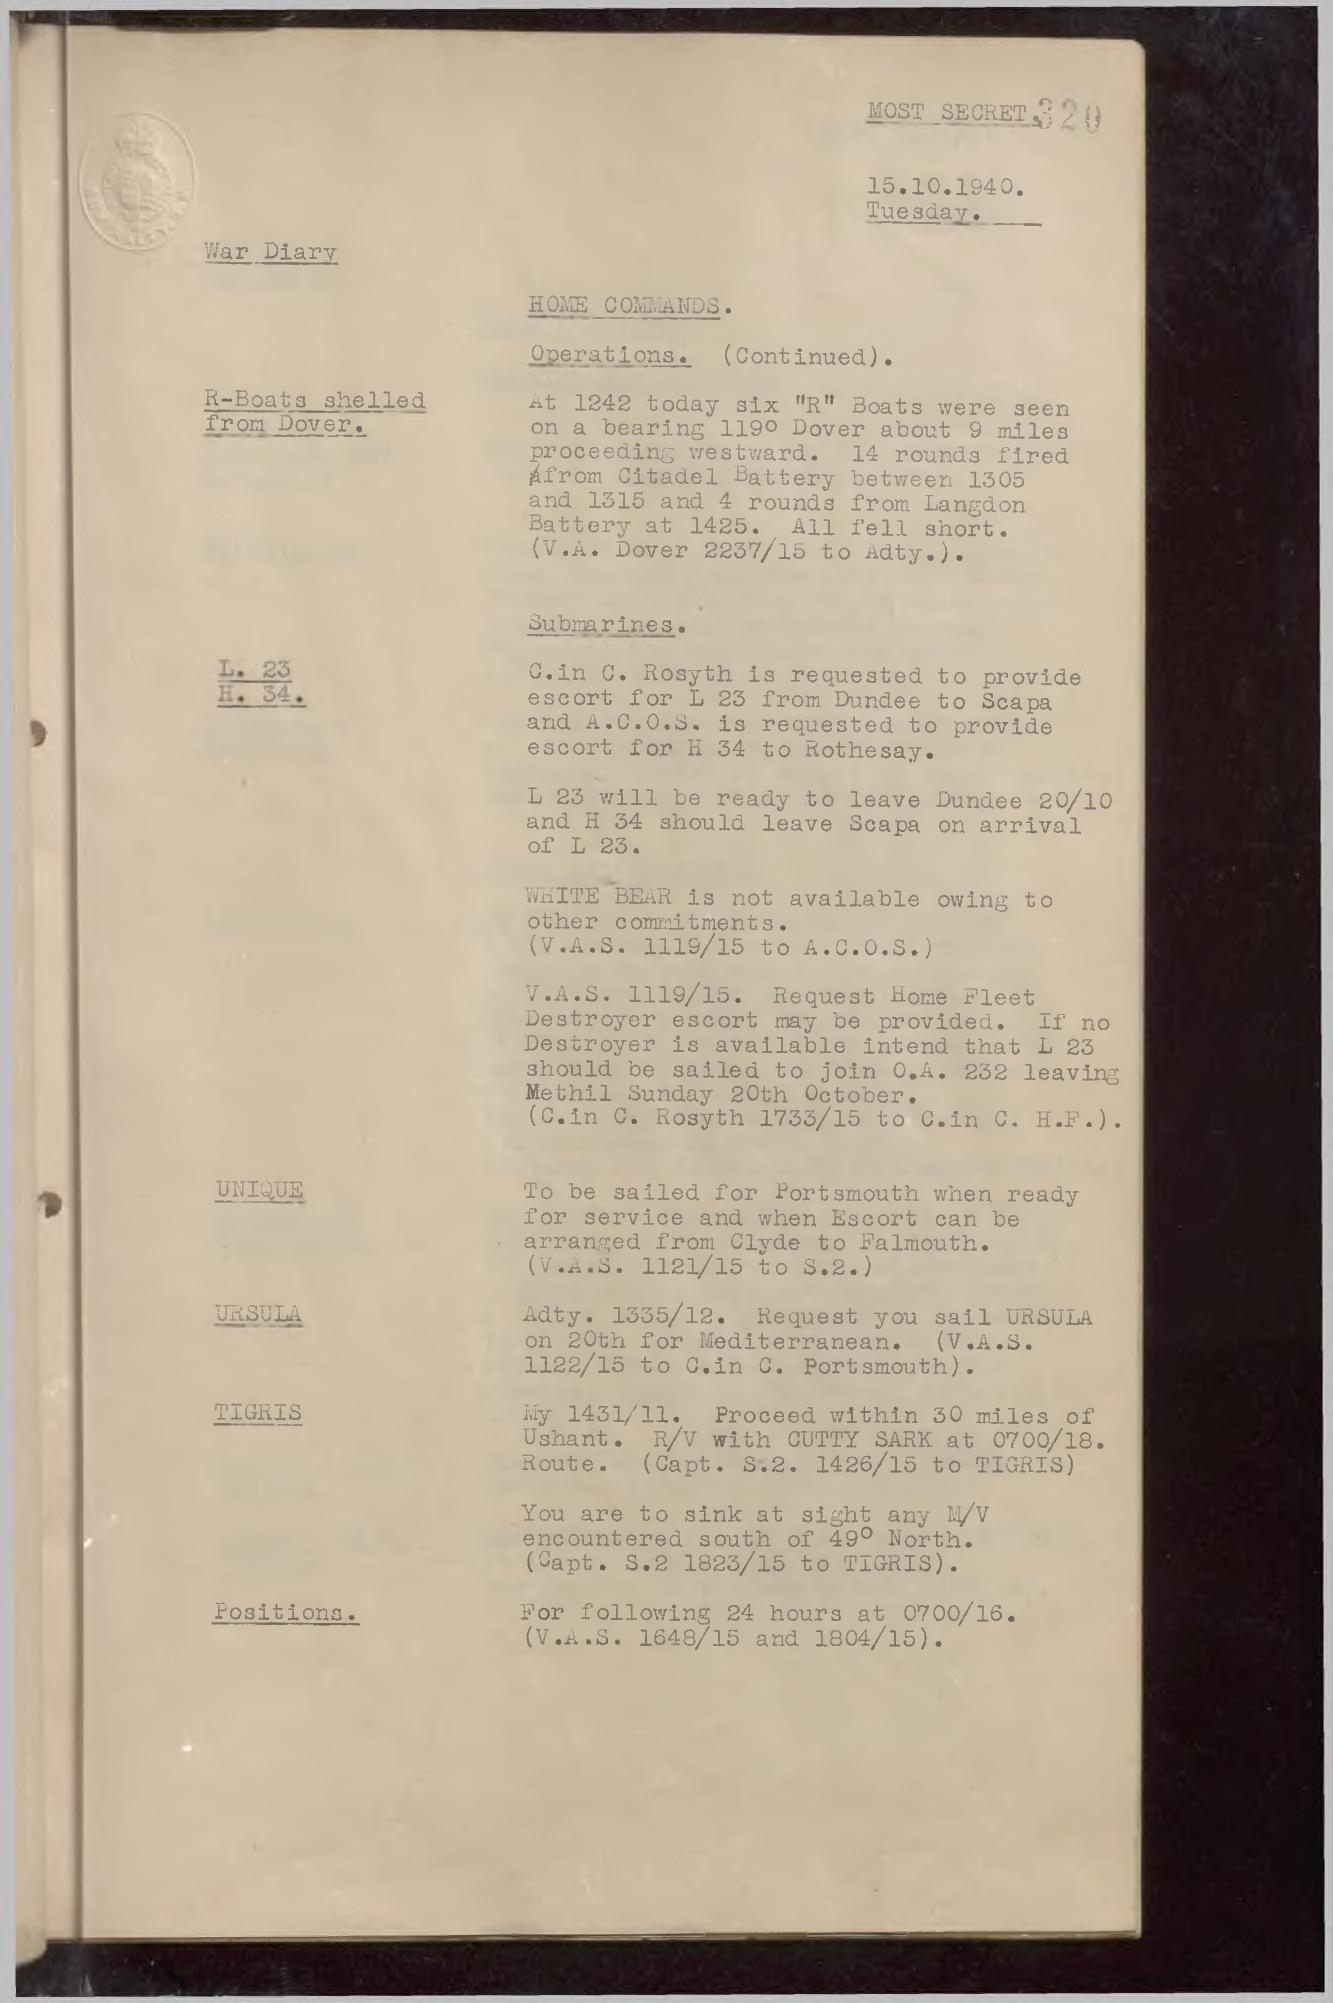 MOST SECRET. 320
15.10.1940.
Tuesday.
War Diary
HOME COMMANDS.
Operations. (Continued).
R-Boats shelled
from Dover.
At 1242 today six "R" Boats were seen
on a bearing 119° Dover about 9 miles
proceeding westward. 14 rounds fired
from Citadel Battery between 1305
and 1315 and 4 rounds from Langdon
Battery at 1425. All fell short.
(V.A. Dover 2237/15 to Adty.).
Submarines.
L. 23
H. 34.
C.in C. Rosyth is requested to provide
escort for L 23 from Dundee to Scapa
and A.C.O.S. is requested to provide
escort for H 34 to Rothesay.
L 23 will be ready to leave Dundee 20/10
and H 34 should leave Scapa on arrival
of L 23.
WHITE BEAR is not available owing to
other commitments.
(V.A.S. 1119/15 to A.C.O.S.)
V.A.S. 1119/15. Request Home Fleet
Destroyer escort may be provided. If no
Destroyer is available intend that L 23
should be sailed to join O.A. 232 leaving
Methil Sunday 20th October.
(C.in C. Rosyth 1733/15 to C.in C. H.F.).
UNIQUE
To be sailed for Portsmouth when ready
for service and when Escort can be
arranged from Clyde to Falmouth.
(V.A.S. 1121/15 to S.2.)
URSULA
Adty. 1335/12. Request you sail URSULA
on 20th for Mediterranean. (V.A.S.
1122/15 to C.in C. Portsmouth).
TIGRIS
My 1431/11. Proceed within 30 miles of
Ushant. R/V with CUTTY SARK at 0700/18.
Route. (Capt. S.2. 1426/15 to TIGRIS)
You are to sink at sight any M/V
encountered south of 49° North.
(Capt. S.2 1823/15 to TIGRIS).
Positions.
For following 24 hours at 0700/16.
(V.A.S. 1648/15 and 1804/15).